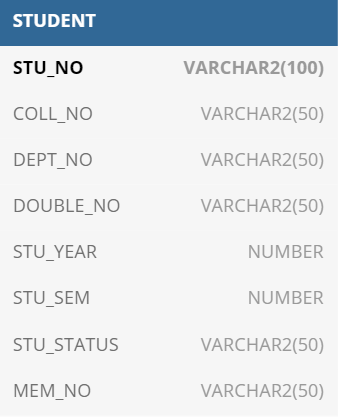 STUDENT
STU_NO VARCHAR2(100)
COLL_NO VARCHAR2(50)
DEPT_NO VARCHAR2(50)
DOUBLE_NO VARCHAR2(50)
STU_YEAR NUMBER
STU_SEM NUMBER
STU_STATUS VARCHAR2(50)
MEM_NO VARCHAR2(50)